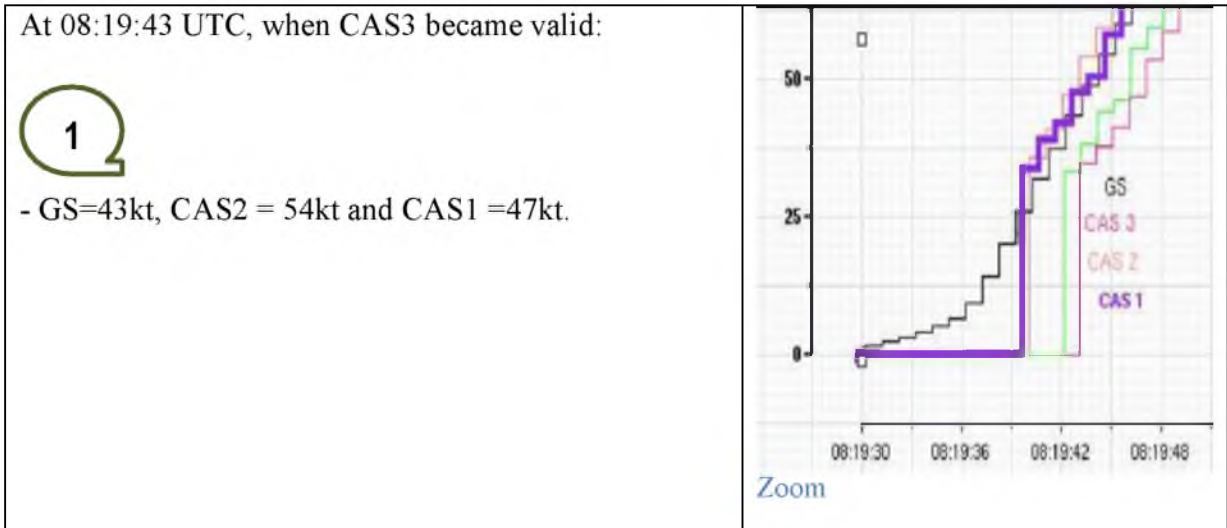 At 08:19:43 UTC, when CAS3 became valid:
1
- GS=43kt, CAS2 = 54kt and CAS1 =47kt.
50
25
0
GS
CAS 3
CAS 2
CAS 1
08:19:30 08:19:36 08:19:42 08:19:48
Zoom